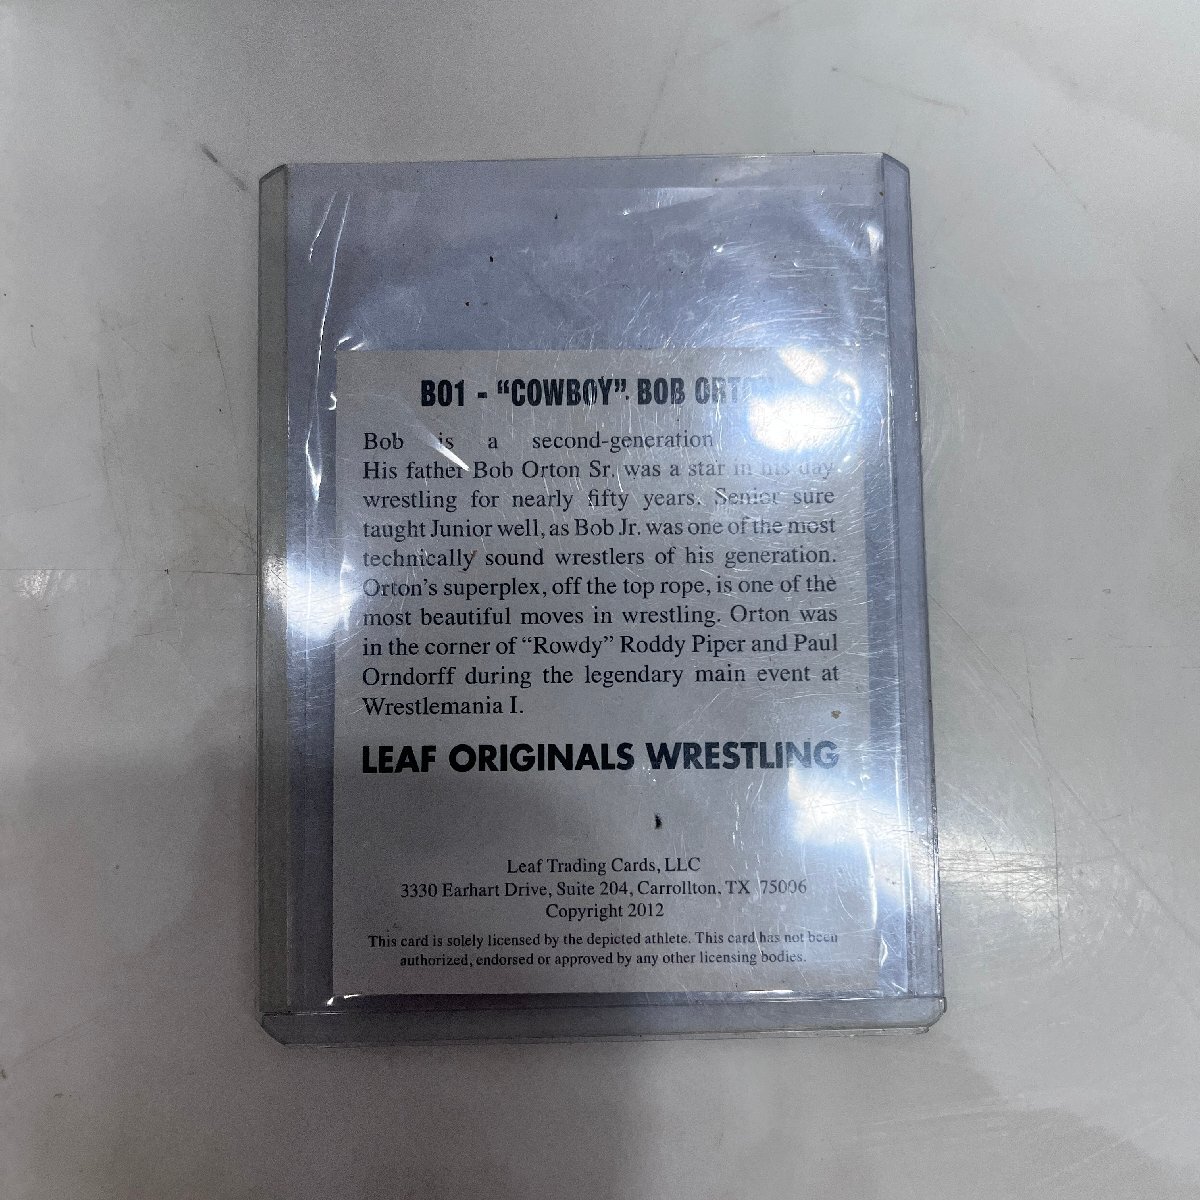 BO1 - “COWBOY” BOB ORTON
Bob is a second-generation
His father Bob Orton Sr. was a star in his day
wrestling for nearly fifty years. Senior sure
taught Junior well, as Bob Jr. was one of the most
technically sound wrestlers of his generation.
Orton’s superplex, off the top rope, is one of the
most beautiful moves in wrestling. Orton was
in the corner of “Rowdy” Roddy Piper and Paul
Orndorff during the legendary main event at
Wrestlemania I.
LEAF ORIGINALS WRESTLING
Leaf Trading Cards, LLC
3330 Earhart Drive, Suite 204, Carrollton, TX 75006
Copyright 2012
This card is solely licensed by the depicted athlete. This card has not been
authorized, endorsed or approved by any other licensing bodies.